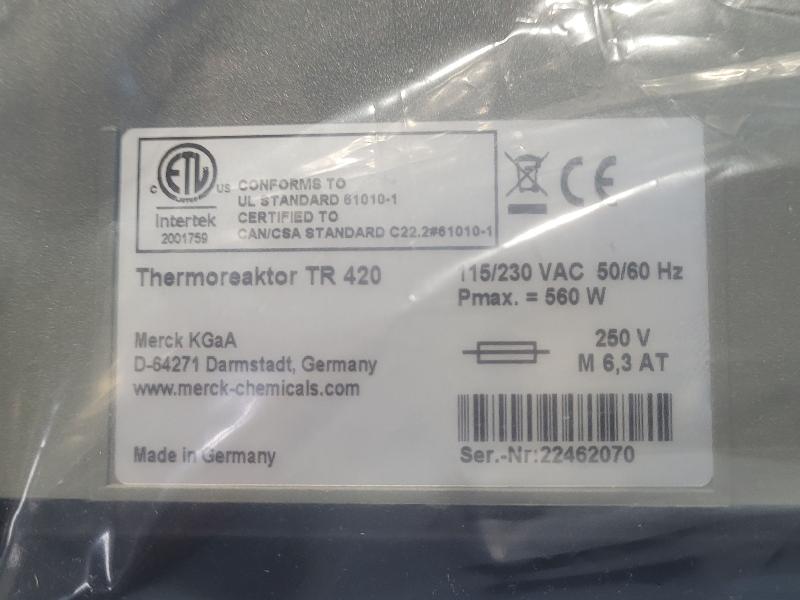 ETL
LISTED
C US
Intertek
2001759
CONFORMS TO
UL STANDARD 61010-1
CERTIFIED TO
CAN/CSA STANDARD C22.2#61010-1
CE
Thermoreaktor TR 420
115/230 VAC 50/60 Hz
Pmax. = 560 W
Merck KGaA
D-64271 Darmstadt, Germany
www.merck-chemicals.com
250 V
M 6,3 AT
Made in Germany
Ser.-Nr:22462070